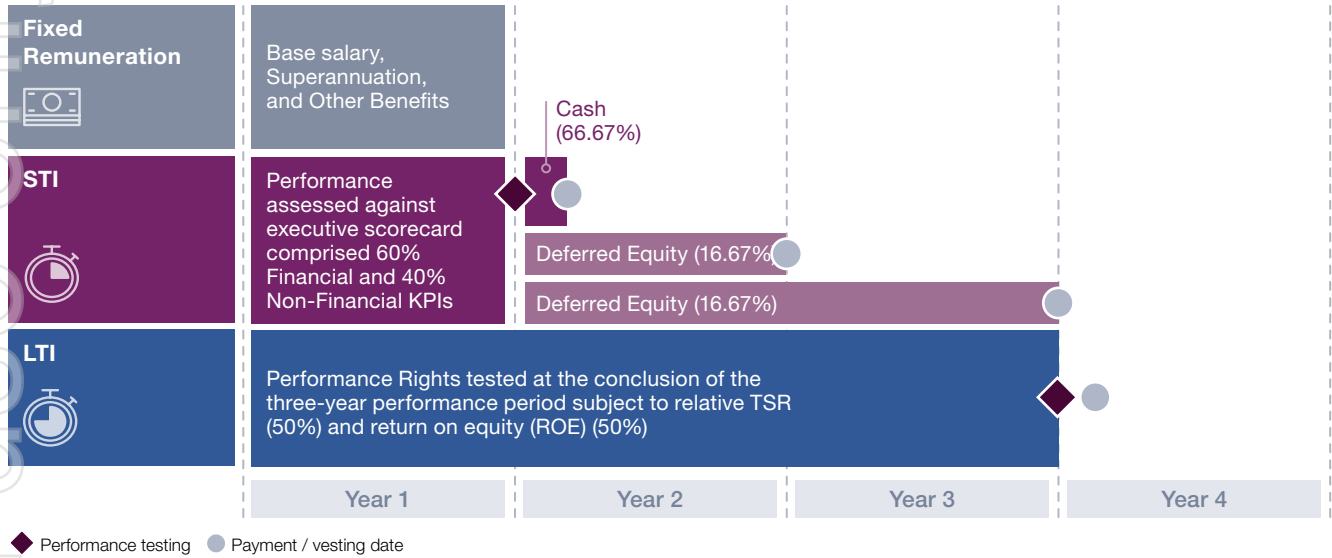 Fixed
Remuneration
Base salary,
Superannuation,
and Other Benefits
Cash
(66.67%)
STI
Performance
assessed against
executive scorecard
comprised 60%
Financial and 40%
Non-Financial KPIs
Deferred Equity (16.67%
Deferred Equity (16.67%)
LTI
Performance Rights tested at the conclusion of the
three-year performance period subject to relative TSR
(50%) and return on equity (ROE) (50%)
Year 1
Year 2
Year 3
Year 4
Performance testing
Payment / vesting date